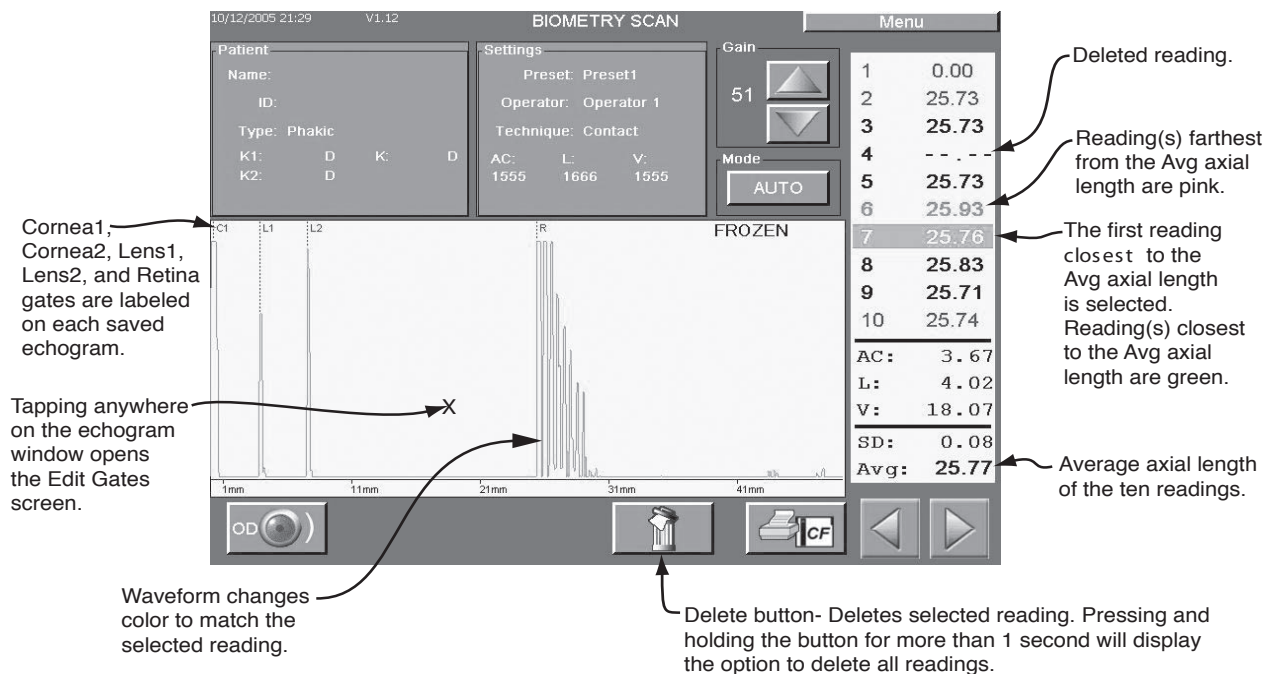 10/12/2005 21:29 V1.12 BIOMETRY SCAN Menu
Patient
Name:
ID:
Type: Phakic
K1: D K: D
K2: D
Settings
Preset: Preset1
Operator: Operator 1
Technique: Contact
AC: L: V:
1555 1666 1555
Gain
51
Mode
AUTO
1 0.00
2 25.73
3 25.73
4 --.--
5 25.73
6 25.93
7 25.76
8 25.83
9 25.71
10 25.74
AC: 3.67
L: 4.02
V: 18.07
SD: 0.08
Avg: 25.77
C1 L1 L2 R FROZEN
X
1mm 11mm 21mm 31mm 41mm
OD
CF
Deleted reading.
Reading(s) farthest
from the Avg axial
length are pink.
The first reading
closest to the
Avg axial length
is selected.
Reading(s) closest
to the Avg axial
length are green.
Average axial length
of the ten readings.
Cornea1,
Cornea2, Lens1,
Lens2, and Retina
gates are labeled
on each saved
echogram.
Tapping anywhere
on the echogram
window opens
the Edit Gates
screen.
Waveform changes
color to match the
selected reading.
Delete button- Deletes selected reading. Pressing and
holding the button for more than 1 second will display
the option to delete all readings.